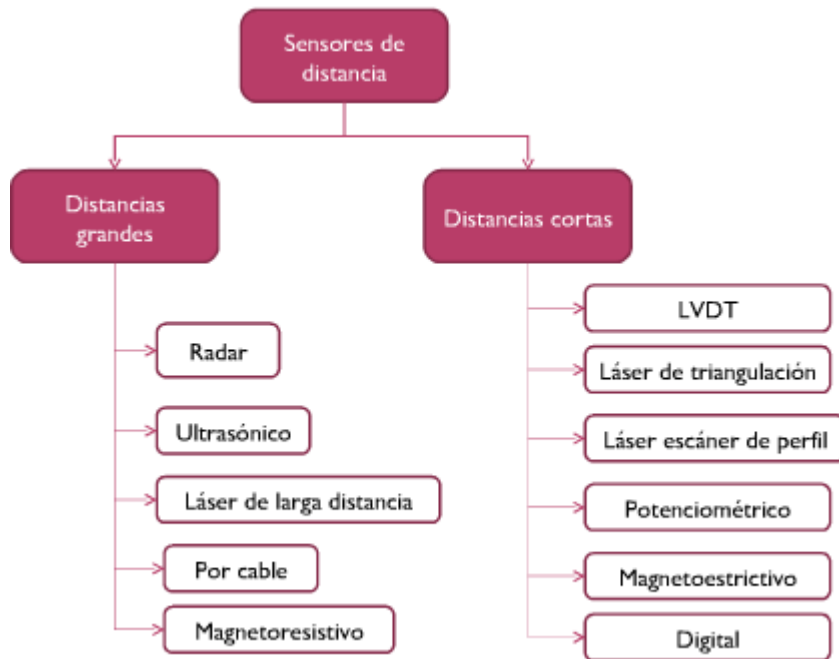 Sensores de
distancia
Distancias
grandes
Distancias cortas
Radar
Ultrasónico
Láser de larga distancia
Por cable
Magnetoresistivo
LVDT
Láser de triangulación
Láser escáner de perfil
Potenciométrico
Magnetoestrictivo
Digital